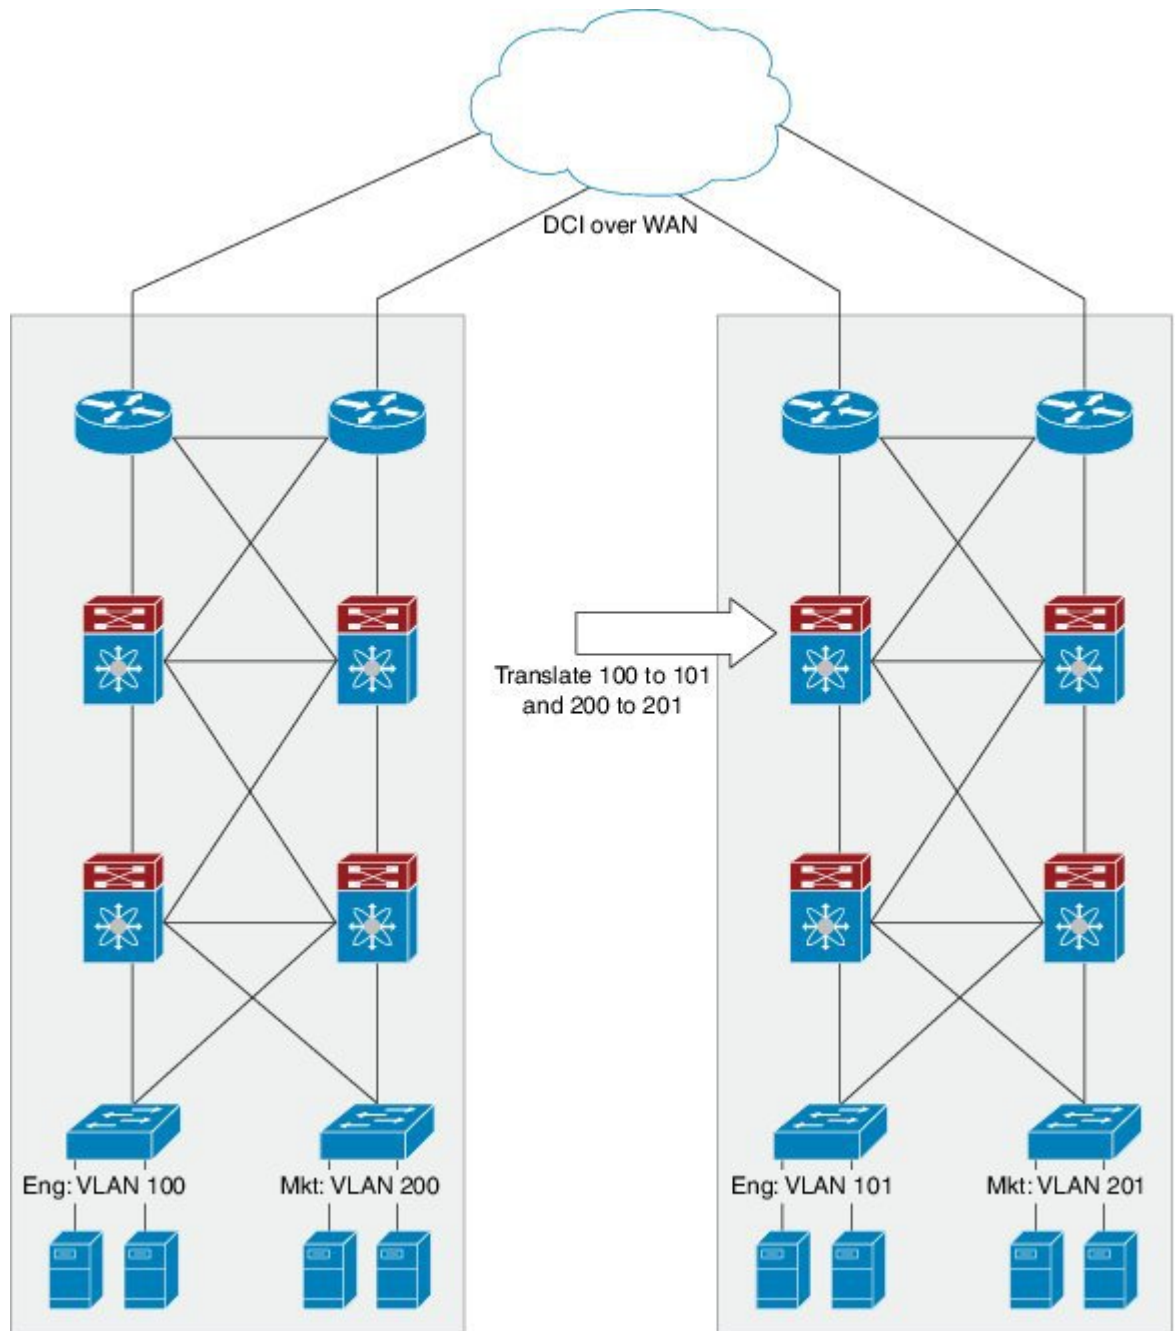 DCI over WAN
Translate 100 to 101
and 200 to 201
Eng: VLAN 100
Mkt: VLAN 200
Eng: VLAN 101
Mkt: VLAN 201